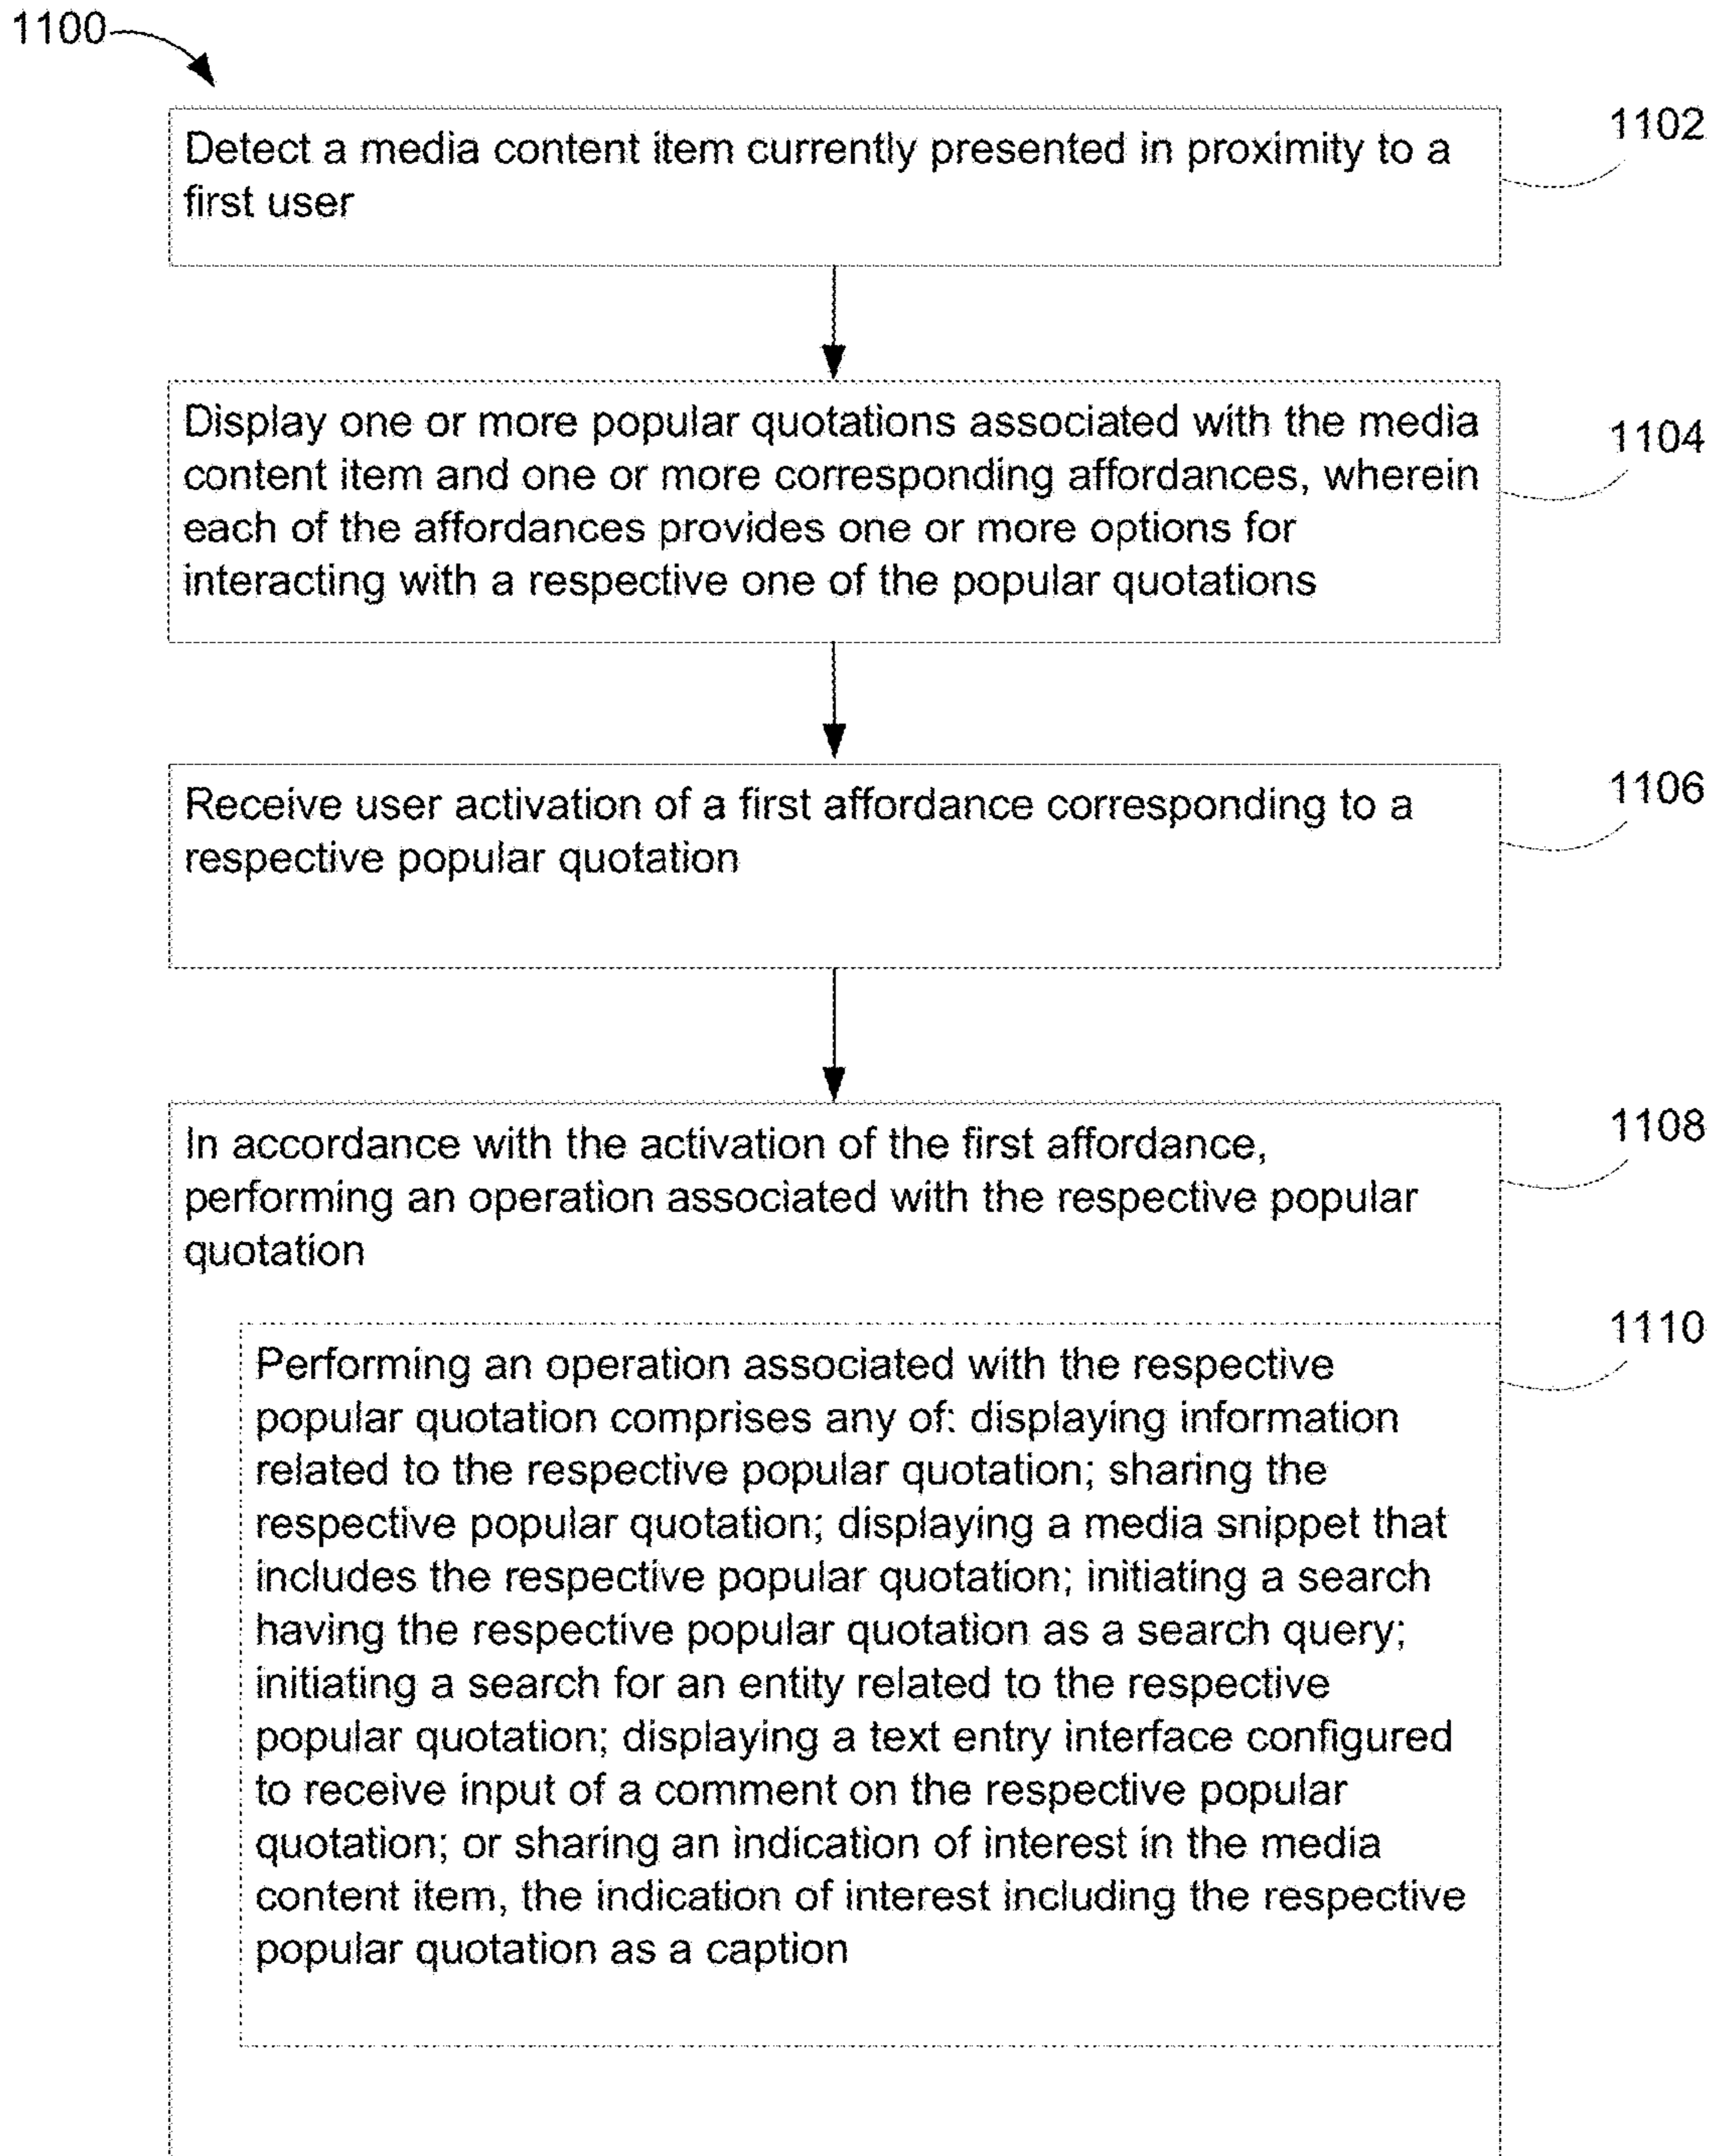 1100
Detect a media content item currently presented in proximity to a
first user
1102
Display one or more popular quotations associated with the media
content item and one or more corresponding affordances, wherein
each of the affordances provides one or more options for
interacting with a respective one of the popular quotations
1104
Receive user activation of a first affordance corresponding to a
respective popular quotation
1106
In accordance with the activation of the first affordance,
performing an operation associated with the respective popular
quotation
1108
Performing an operation associated with the respective
popular quotation comprises any of: displaying information
related to the respective popular quotation; sharing the
respective popular quotation; displaying a media snippet that
includes the respective popular quotation; initiating a search
having the respective popular quotation as a search query;
initiating a search for an entity related to the respective
popular quotation; displaying a text entry interface configured
to receive input of a comment on the respective popular
quotation; or sharing an indication of interest in the media
content item, the indication of interest including the respective
popular quotation as a caption
1110